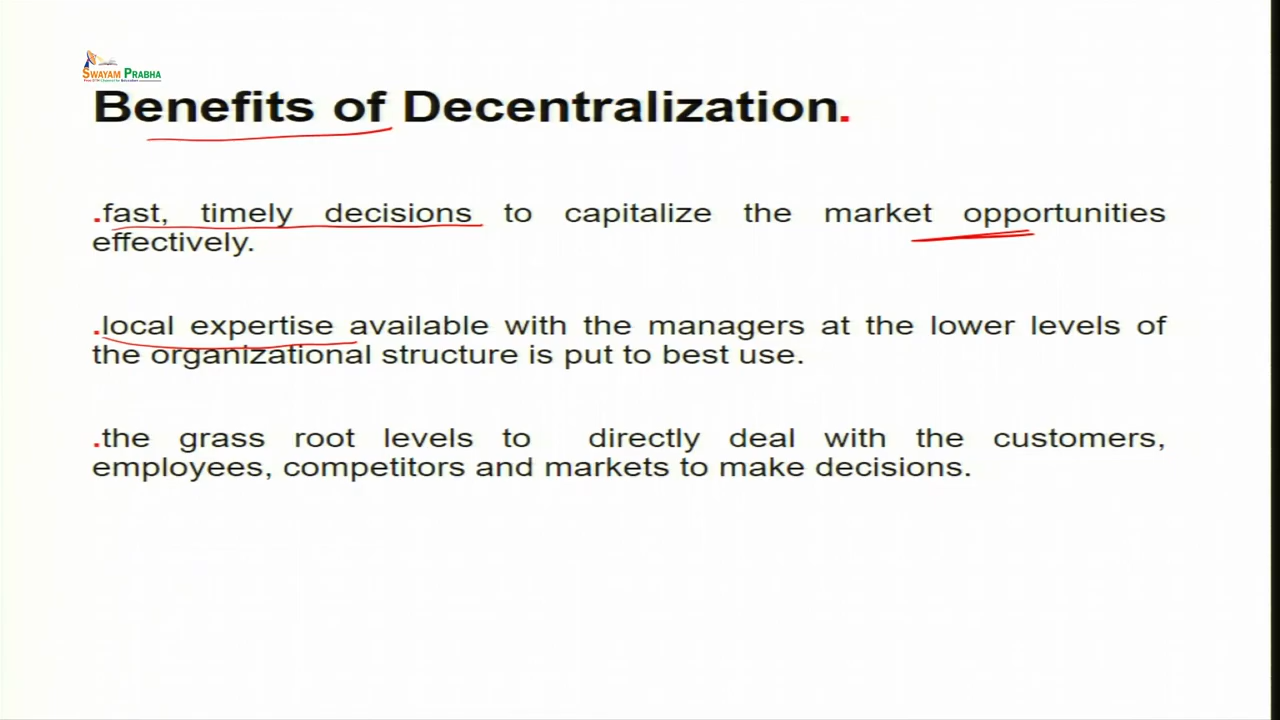 SWAYAM PRABHA
Benefits of Decentralization.
.fast, timely decisions to capitalize the market opportunities
effectively.
.local expertise available with the managers at the lower levels of
the organizational structure is put to best use.
.the grass root levels to directly deal with the customers,
employees, competitors and markets to make decisions.